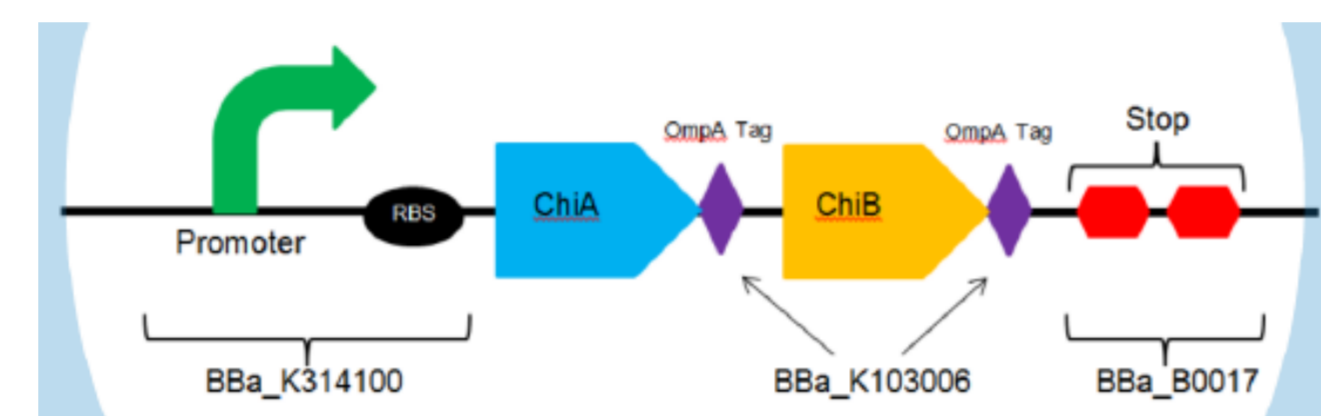 OmpA Tag
OmpA Tag
Stop
RBS
ChiA
ChiB
Promoter
BBa_K314100
BBa_K103006
BBa_B0017